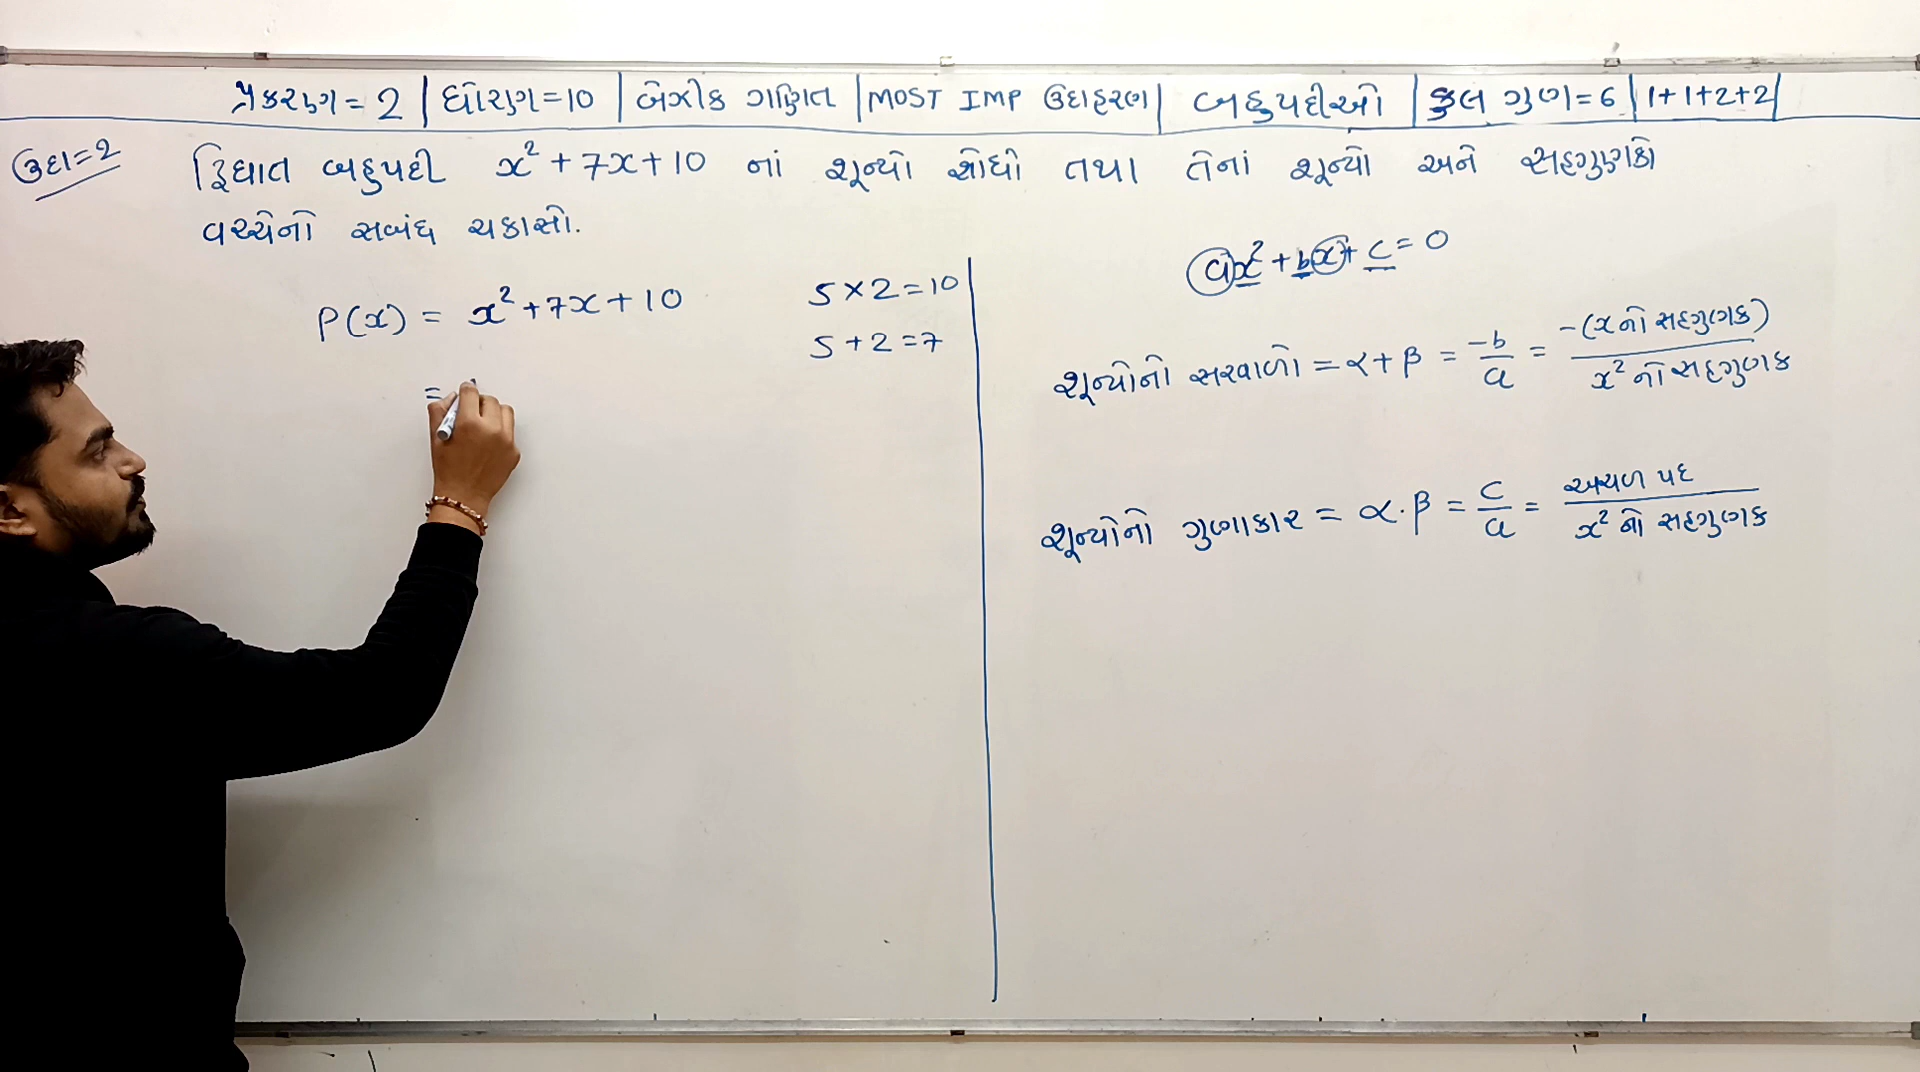 પ્રકરણ = 2 | ધોરણ = 10 | બેઝીક ગણિત | MOST IMP ઉદાહરણ | બહુપદીઓ | કુલ ગુણ = 6 | 1+1+2+2 |
ઉદા = 2 દ્વિઘાત બહુપદી x² + 7x + 10 નાં શૂન્યો શોધો તથા તેનાં શૂન્યો અને સહગુણકો
વચ્ચેનો સબંધ ચકાસો.
P(x) = x² + 7x + 10
=
5 × 2 = 10
5 + 2 = 7
ax² + bx + c = 0
શૂન્યોનો સરવાળો = α + β = -b/a = -(x નો સહગુણક)/x² નો સહગુણક
શૂન્યોનો ગુણાકાર = α . β = c/a = અચળ પદ/x² નો સહગુણક